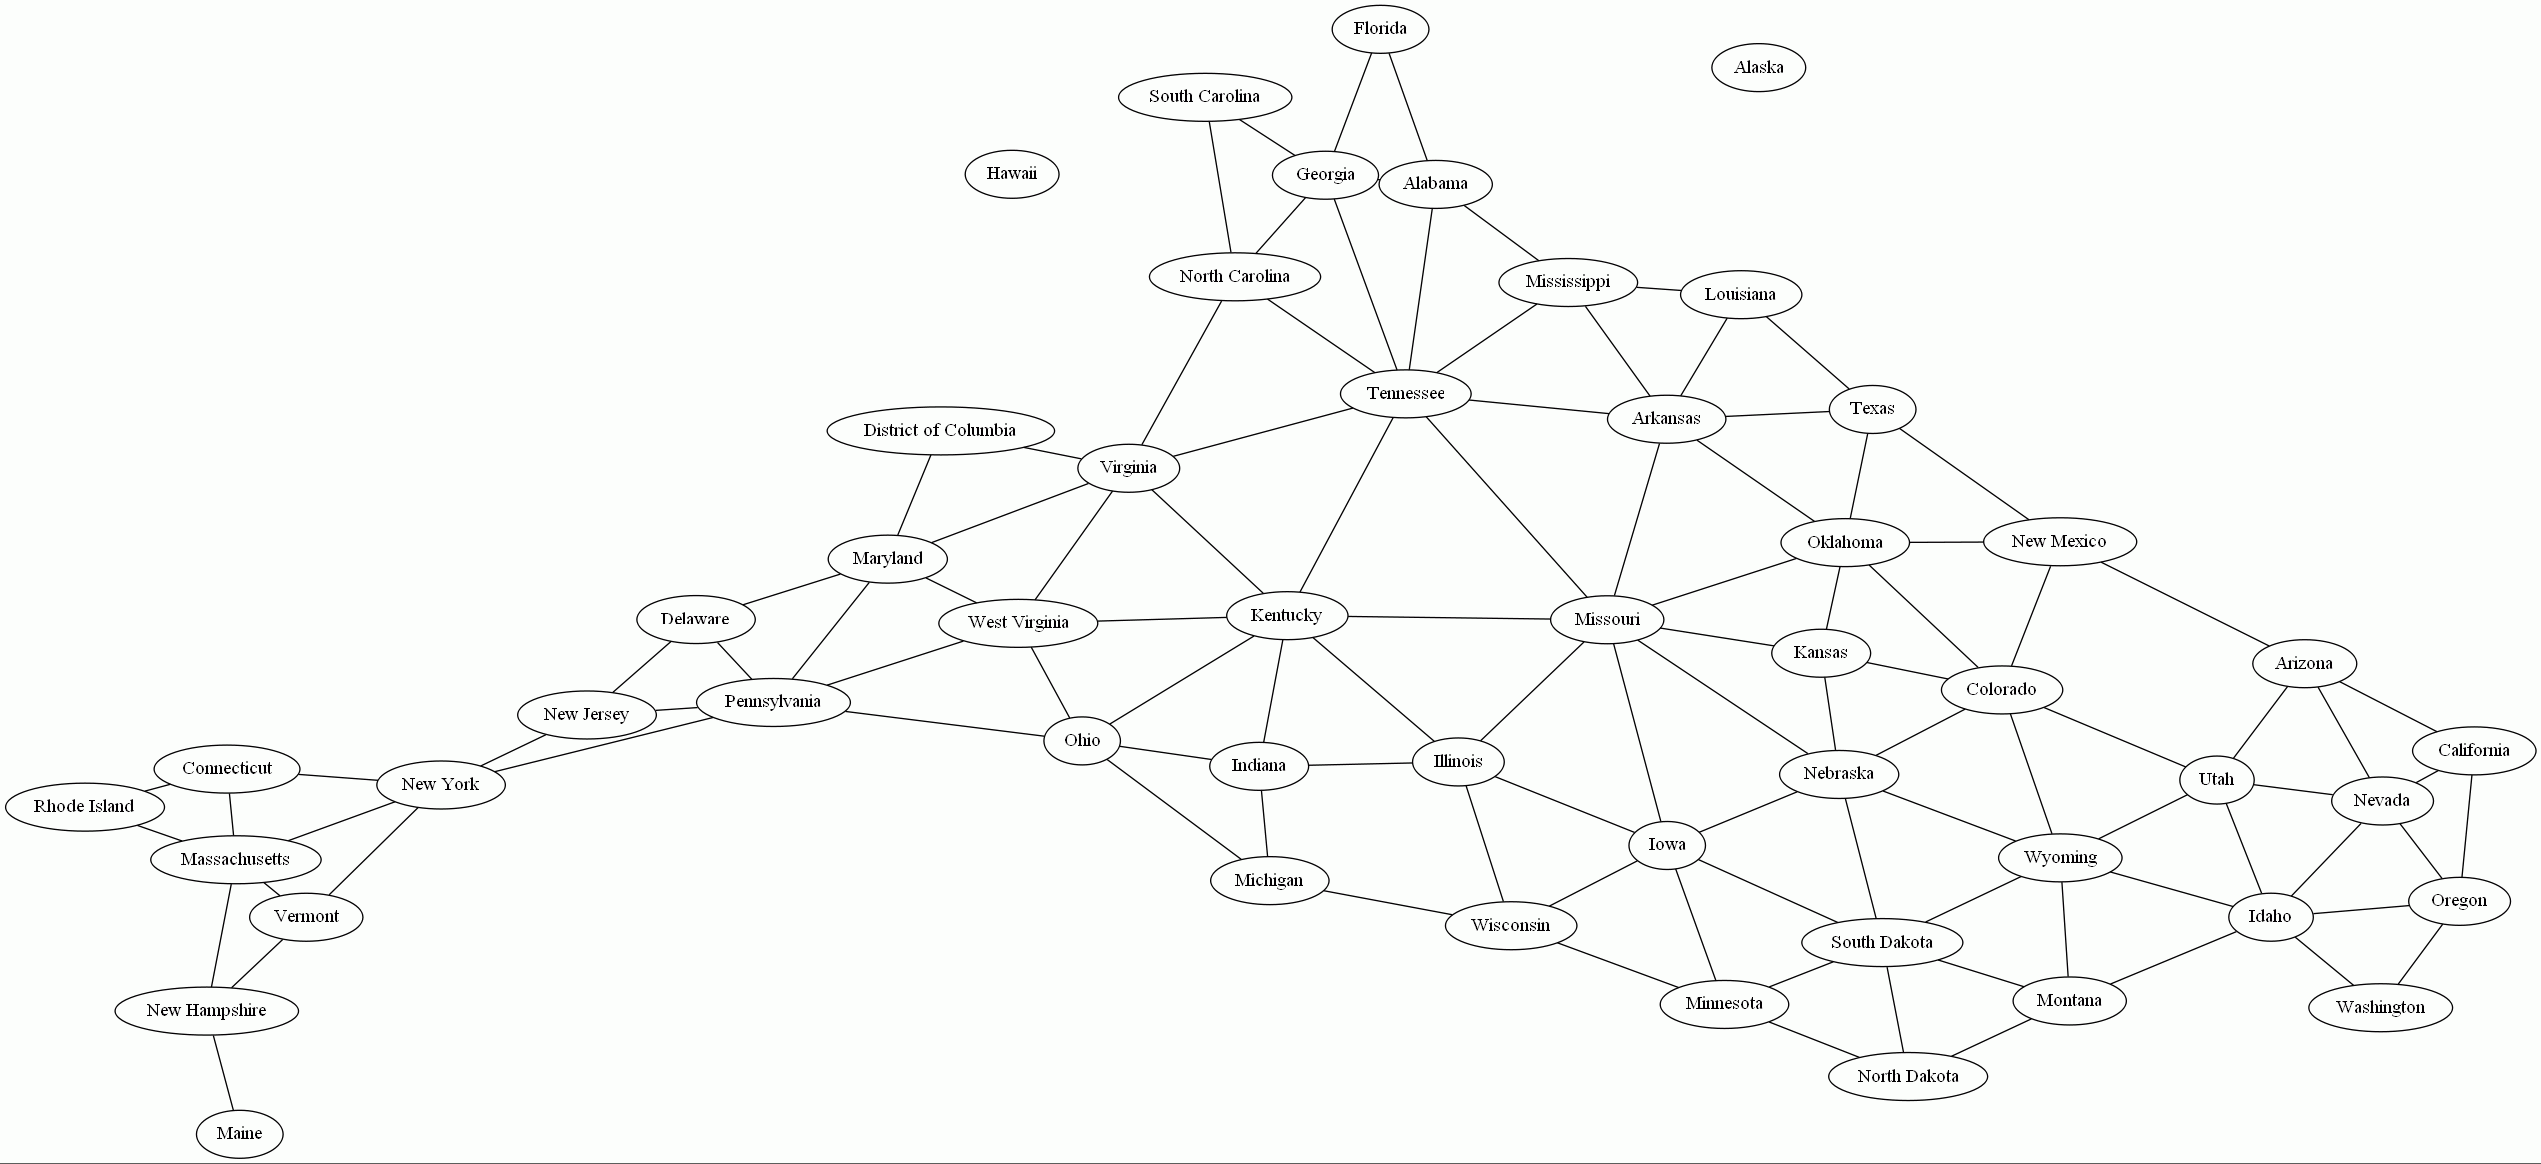 Florida
Alaska
South Carolina
Hawaii
Georgia
Alabama
North Carolina
Mississippi
Louisiana
Tennessee
Arkansas
Texas
District of Columbia
Virginia
Oklahoma
New Mexico
Maryland
Delaware
West Virginia
Kentucky
Missouri
Kansas
Arizona
Colorado
New Jersey
Pennsylvania
Ohio
Indiana
Illinois
Nebraska
Utah
California
Connecticut
New York
Nevada
Rhode Island
Massachusetts
Iowa
Wyoming
Michigan
Wisconsin
Vermont
Idaho
Oregon
South Dakota
New Hampshire
Minnesota
Montana
Washington
North Dakota
Maine